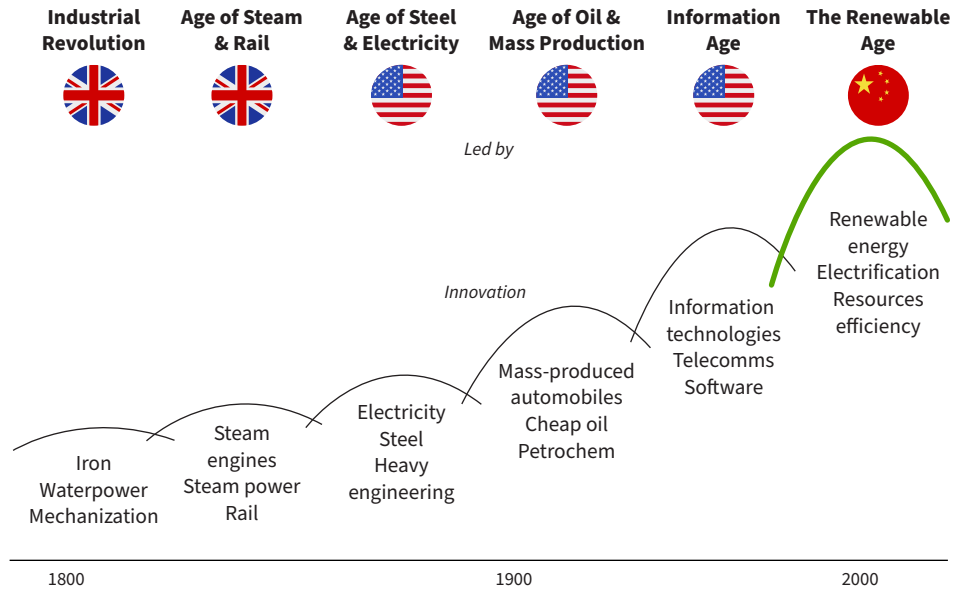 Industrial
Revolution
Age of Steam
& Rail
Age of Steel
& Electricity
Age of Oil &
Mass Production
Information
Age
The Renewable
Age
Led by
Innovation
Iron
Waterpower
Mechanization
Steam
engines
Steam power
Rail
Electricity
Steel
Heavy
engineering
Mass-produced
automobiles
Cheap oil
Petrochem
Information
technologies
Telecomms
Software
Renewable
energy
Electrification
Resources
efficiency
1800
1900
2000